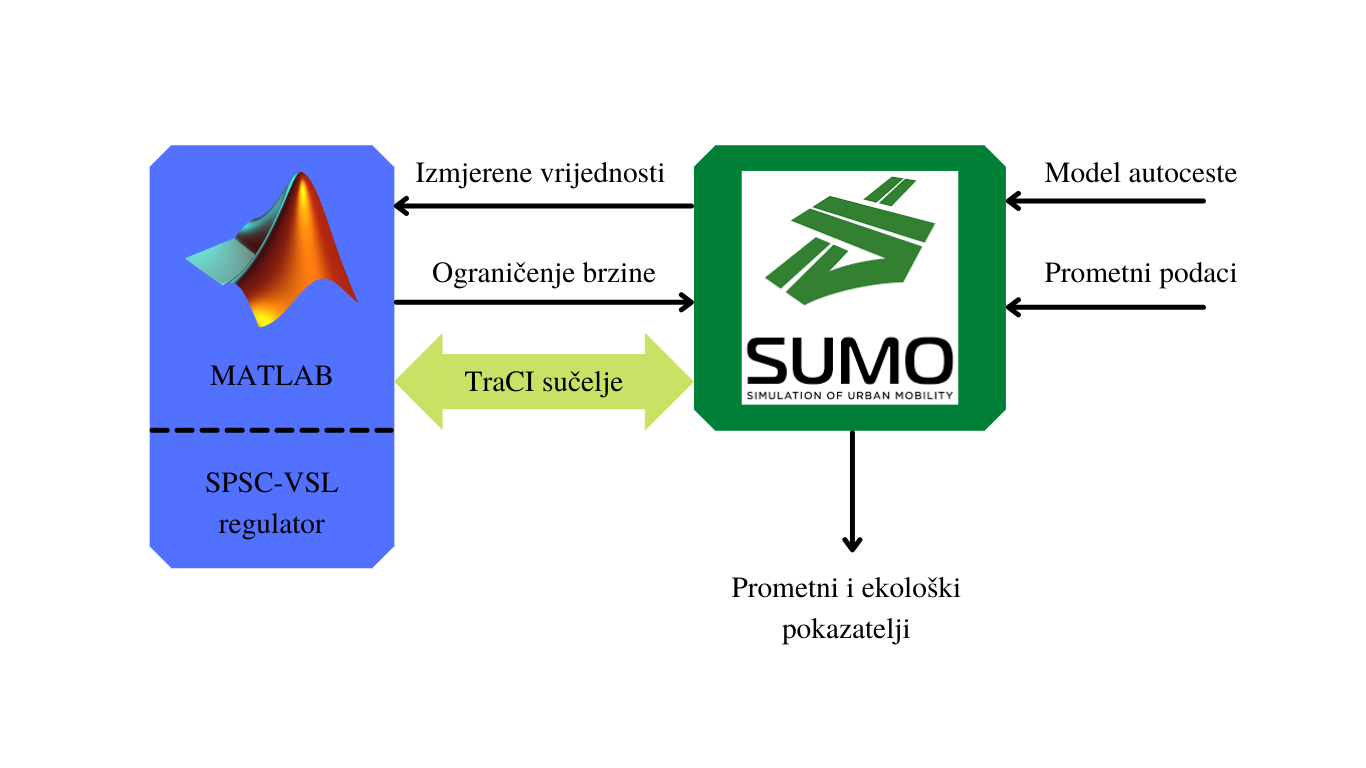 Izmjerene vrijednosti
Model autoceste
Ograničenje brzine
Prometni podaci
MATLAB
TraCI sučelje
SUMO
SIMULATION OF URBAN MOBILITY
SPSC-VSL
regulator
Prometni i ekološki
pokazatelji